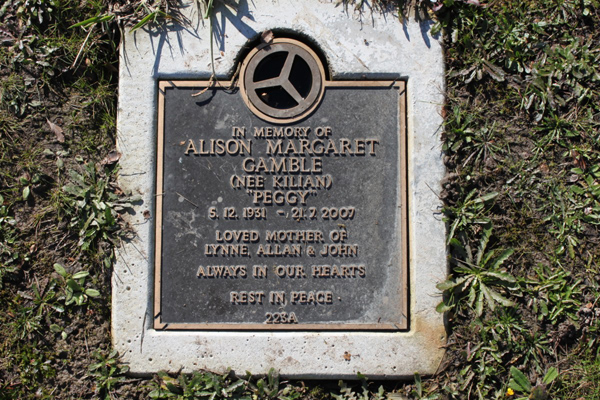 IN MEMORY OF
ALISON MARGARET
GAMBLE
(NEE KILIAN)
"PEGGY"
5. 12. 1931 - 21. 7. 2007
LOVED MOTHER OF
LYNNE, ALLAN & JOHN
ALWAYS IN OUR HEARTS
REST IN PEACE
223A